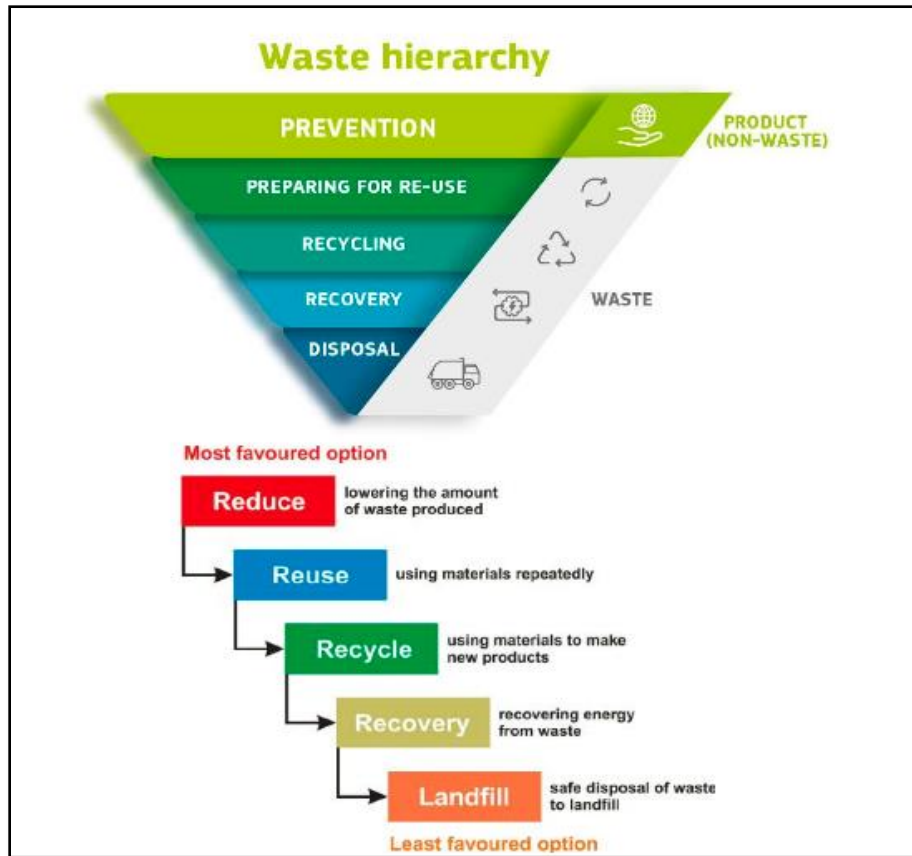 Waste hierarchy
PREVENTION
PRODUCT
(NON-WASTE)
PREPARING FOR RE-USE
RECYCLING
RECOVERY
WASTE
DISPOSAL
Most favoured option
Reduce
lowering the amount
of waste produced
Reuse
using materials repeatedly
Recycle
using materials to make
new products
Recovery
recovering energy
from waste
Landfill
safe disposal of waste
to landfill
Least favoured option